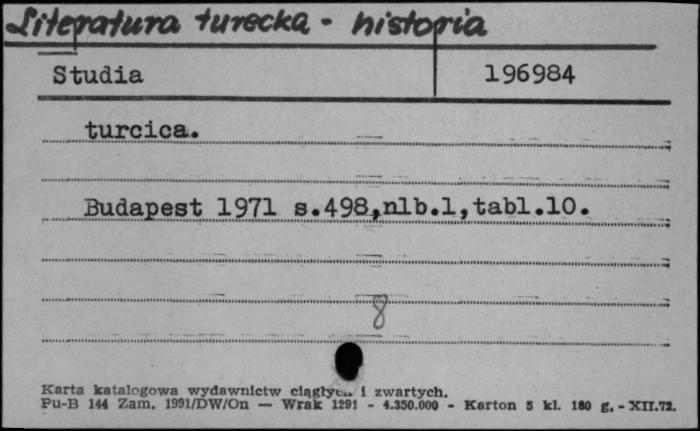 Literatura turecka - historia
Studia 196984
turcica.
Budapest 1971 s.498,nlb.1,tabl.10.
8
Karta katalogowa wydawnictw ciągłych i zwartych.
Pu-B 144 Zam. 1991/DW/On — Wrak 1291 - 4.350.000 - Karton 5 kl. 180 g, - XII.72.